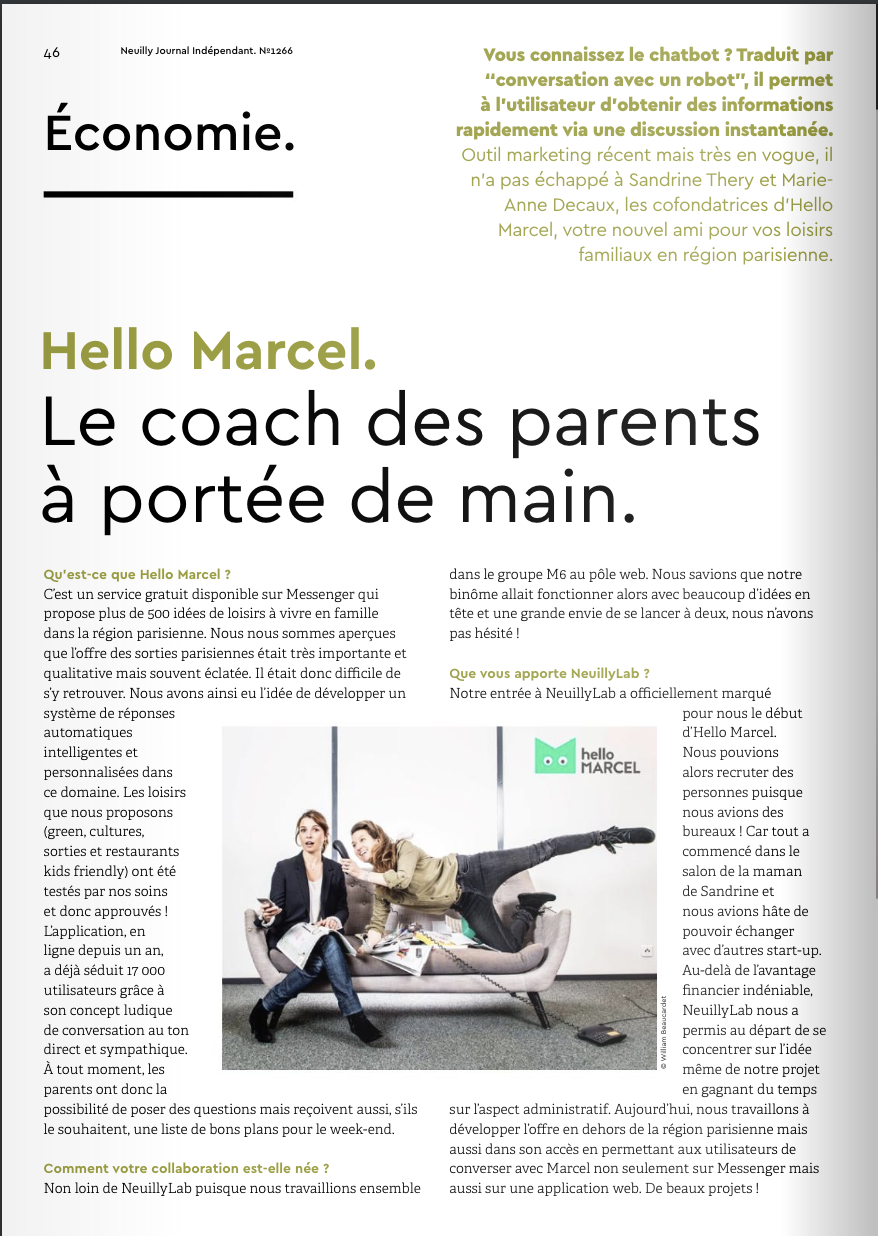 46
Neuilly Journal Indépendant. №1266
Économie.
Vous connaissez le chatbot ? Traduit par
“conversation avec un robot”, il permet
à l’utilisateur d’obtenir des informations
rapidement via une discussion instantanée.
Outil marketing récent mais très en vogue, il
n’a pas échappé à Sandrine Thery et Marie-
Anne Decaux, les cofondatrices d’Hello
Marcel, votre nouvel ami pour vos loisirs
familiaux en région parisienne.
Hello Marcel.
Le coach des parents
à portée de main.
Qu’est-ce que Hello Marcel ?
C’est un service gratuit disponible sur Messenger qui
propose plus de 500 idées de loisirs à vivre en famille
dans la région parisienne. Nous nous sommes aperçues
que l’offre des sorties parisiennes était très importante et
qualitative mais souvent éclatée. Il était donc difficile de
s’y retrouver. Nous avons ainsi eu l’idée de développer un
système de réponses
automatiques
intelligentes et
personnalisées dans
ce domaine. Les loisirs
que nous proposons
(green, cultures,
sorties et restaurants
kids friendly) ont été
testés par nos soins
et donc approuvés !
L’application, en
ligne depuis un an,
a déjà séduit 17 000
utilisateurs grâce à
son concept ludique
de conversation au ton
direct et sympathique.
À tout moment, les
parents ont donc la
possibilité de poser des questions mais reçoivent aussi, s’ils
le souhaitent, une liste de bons plans pour le week-end.
Comment votre collaboration est-elle née ?
Non loin de NeuillyLab puisque nous travaillions ensemble
dans le groupe M6 au pôle web. Nous savions que notre
binôme allait fonctionner alors avec beaucoup d’idées en
tête et une grande envie de se lancer à deux, nous n’avons
pas hésité !
Que vous apporte NeuillyLab ?
Notre entrée à NeuillyLab a officiellement marqué
pour nous le début
d’Hello Marcel.
Nous pouvions
alors recruter des
personnes puisque
nous avions des
bureaux ! Car tout a
commencé dans le
salon de la maman
de Sandrine et
nous avions hâte de
pouvoir échanger
avec d’autres start-up.
Au-delà de l’avantage
financier indéniable,
NeuillyLab nous a
permis au départ de se
concentrer sur l’idée
même de notre projet
en gagnant du temps
sur l’aspect administratif. Aujourd’hui, nous travaillons à
développer l’offre en dehors de la région parisienne mais
aussi dans son accès en permettant aux utilisateurs de
converser avec Marcel non seulement sur Messenger mais
aussi sur une application web. De beaux projets !
hello
MARCEL
© William Beaucardet